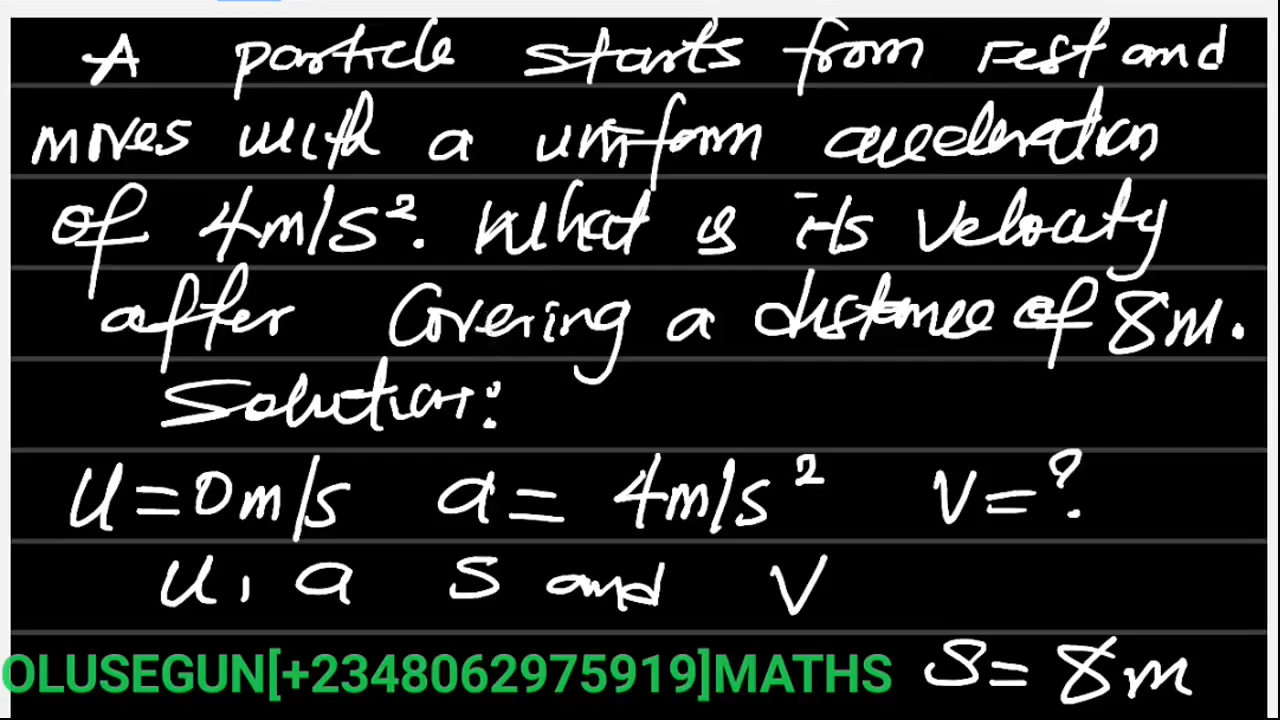 A particle starts from rest and
moves with a uniform acceleration
of 4m/s². What is its velocity
after covering a distance of 8m.
Solution:
U=0m/s a= 4m/s² V=?
U, a S and V
S= 8m
OLUSEGUN[+2348062975919]MATHS